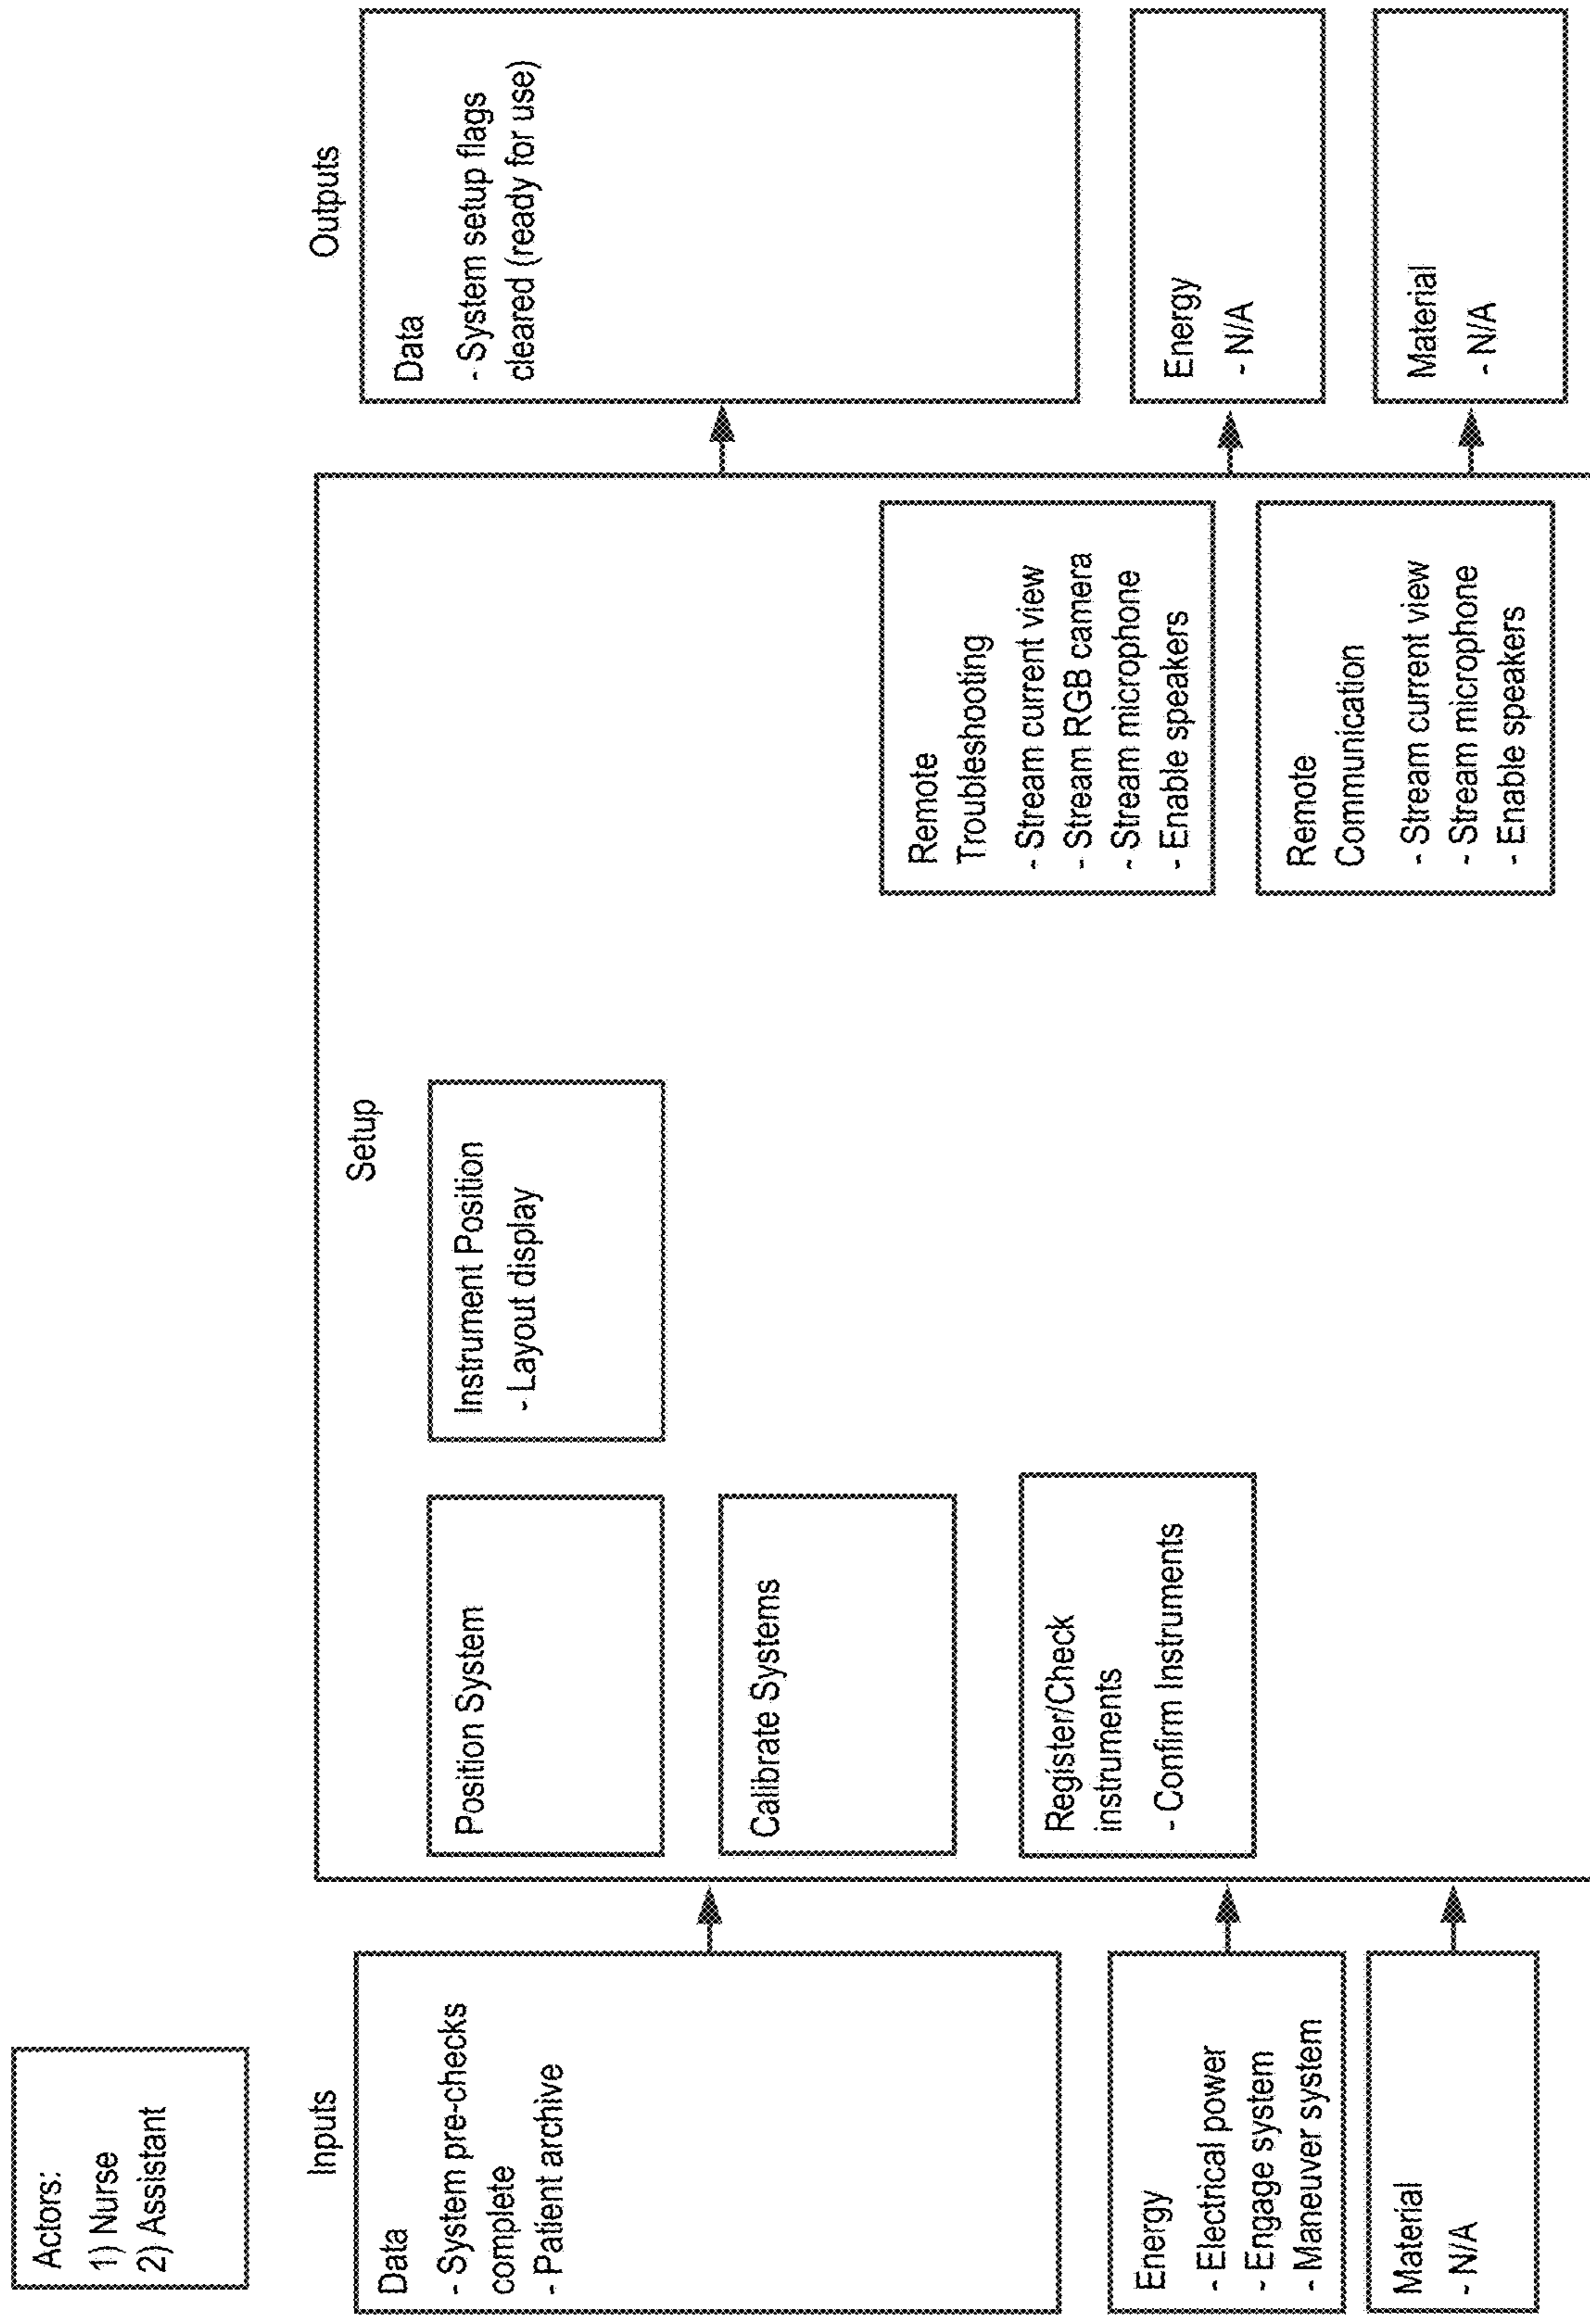 Actors:
1) Nurse
2) Assistant
Inputs
Data
- System pre-checks
complete
- Patient archive
Energy
- Electrical power
- Engage system
- Maneuver system
Material
- N/A
Setup
Position System
Calibrate Systems
Register/Check
instruments
- Confirm Instruments
Instrument Position
- Layout display
Remote
Troubleshooting
- Stream current view
- Stream RGB camera
- Stream microphone
- Enable speakers
Remote
Communication
- Stream current view
- Stream microphone
- Enable speakers
Outputs
Data
- System setup flags
cleared (ready for use)
Energy
- N/A
Material
- N/A